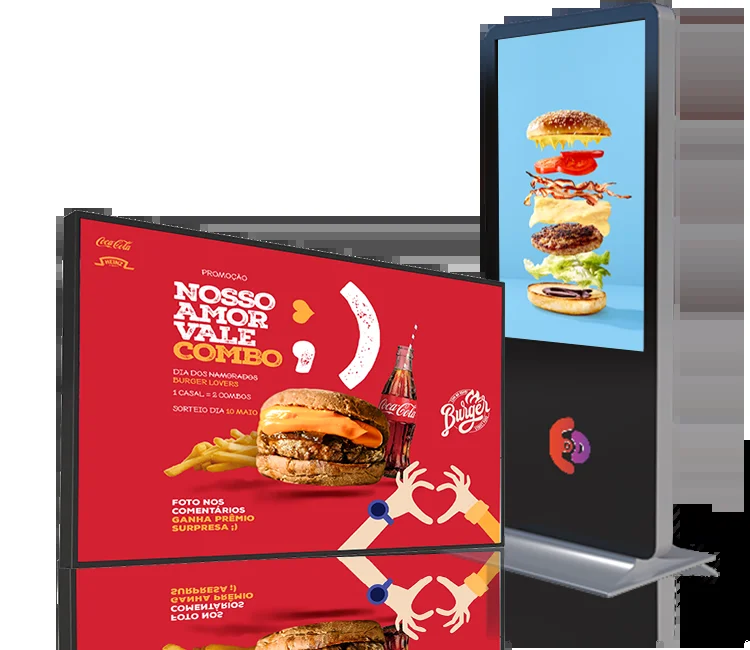 Coca-Cola
HEINZ
PROMOÇÃO
NOSSO
AMOR
VALE
COMBO
DIA DOS NAMORADOS
BURGER LOVERS
1 CASAL = 2 COMBOS
SORTEIO DIA 10 MAIO
Coca-Cola
Burger
FOTO NOS
COMENTÁRIOS
GANHA PRÊMIO
SURPRESA ;)